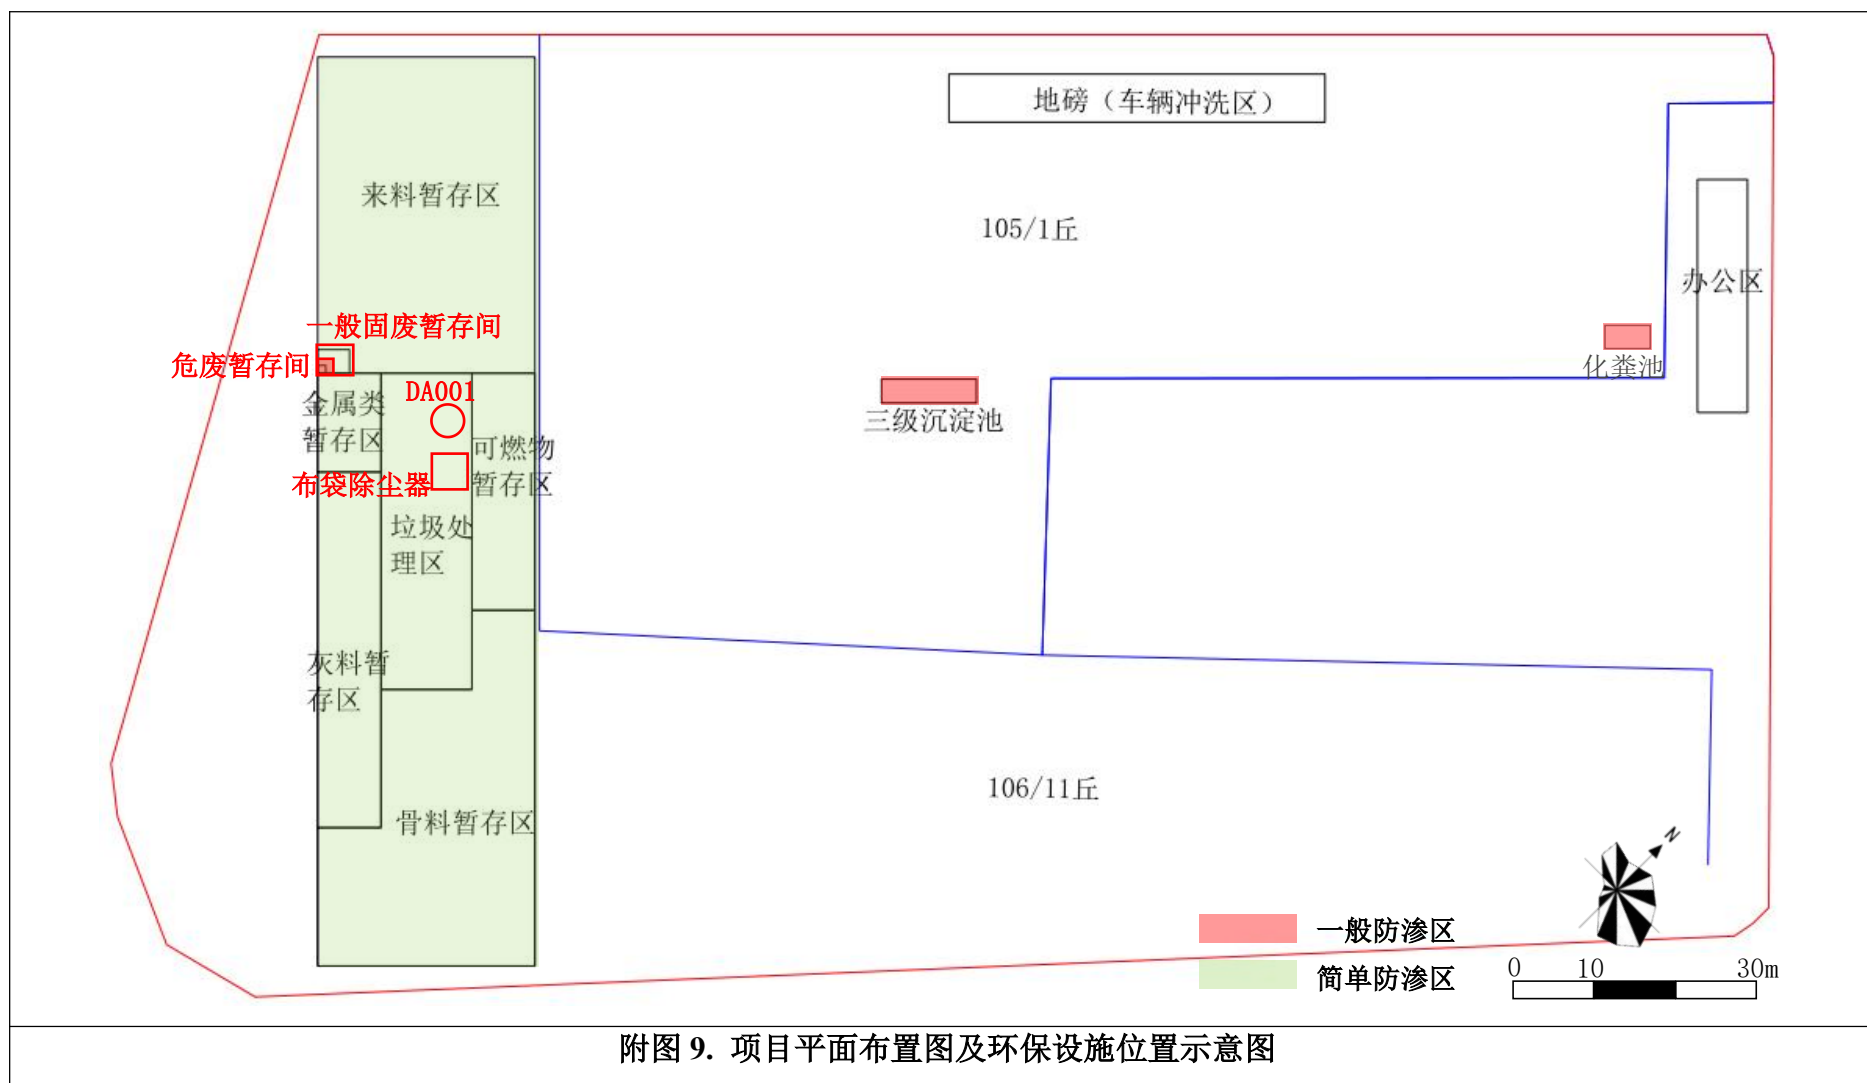 地磅（车辆冲洗区）
来料暂存区
105/1丘
办公区
一般固废暂存间
危废暂存间
化粪池
DA001
金属类
暂存区
三级沉淀池
可燃物
暂存区
布袋除尘器
垃圾处
理区
灰料暂
存区
106/11丘
骨料暂存区
N
一般防渗区
简单防渗区
0 10 30m
附图 9. 项目平面布置图及环保设施位置示意图